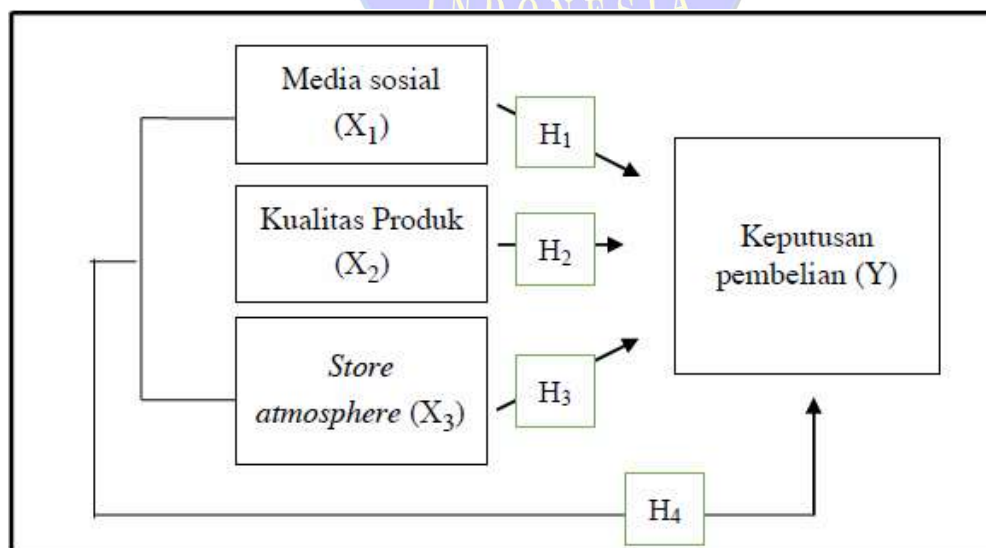 Media sosial
(X₁)
H₁
Kualitas Produk
(X₂)
H₂
Keputusan
pembelian (Y)
Store
atmosphere (X₃)
H₃
H₄